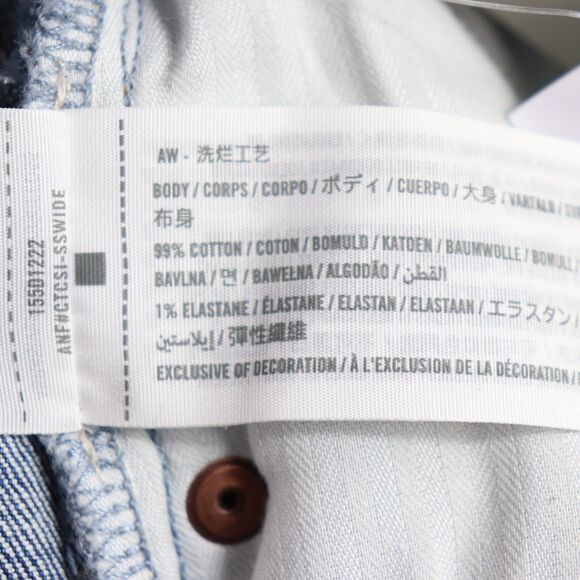 155D1222
ANF#CTCSI-SSWIDE
AW - 洗烂工艺
BODY / CORPS / CORPO / ボディ / CUERPO / 大身 / VARTALO /
布身
99% COTTON / COTON / BOMULD / KATOEN / BAUMWOLLE / BOMULL /
BAVLNA / 면 / BAWEŁNA / ALGODÃO / القطن
1% ELASTANE / ÉLASTANE / ELASTAN / ELASTAAN / エラスタン /
إيلاستين / 彈性纖維
EXCLUSIVE OF DECORATION / À L'EXCLUSION DE LA DÉCORATION /